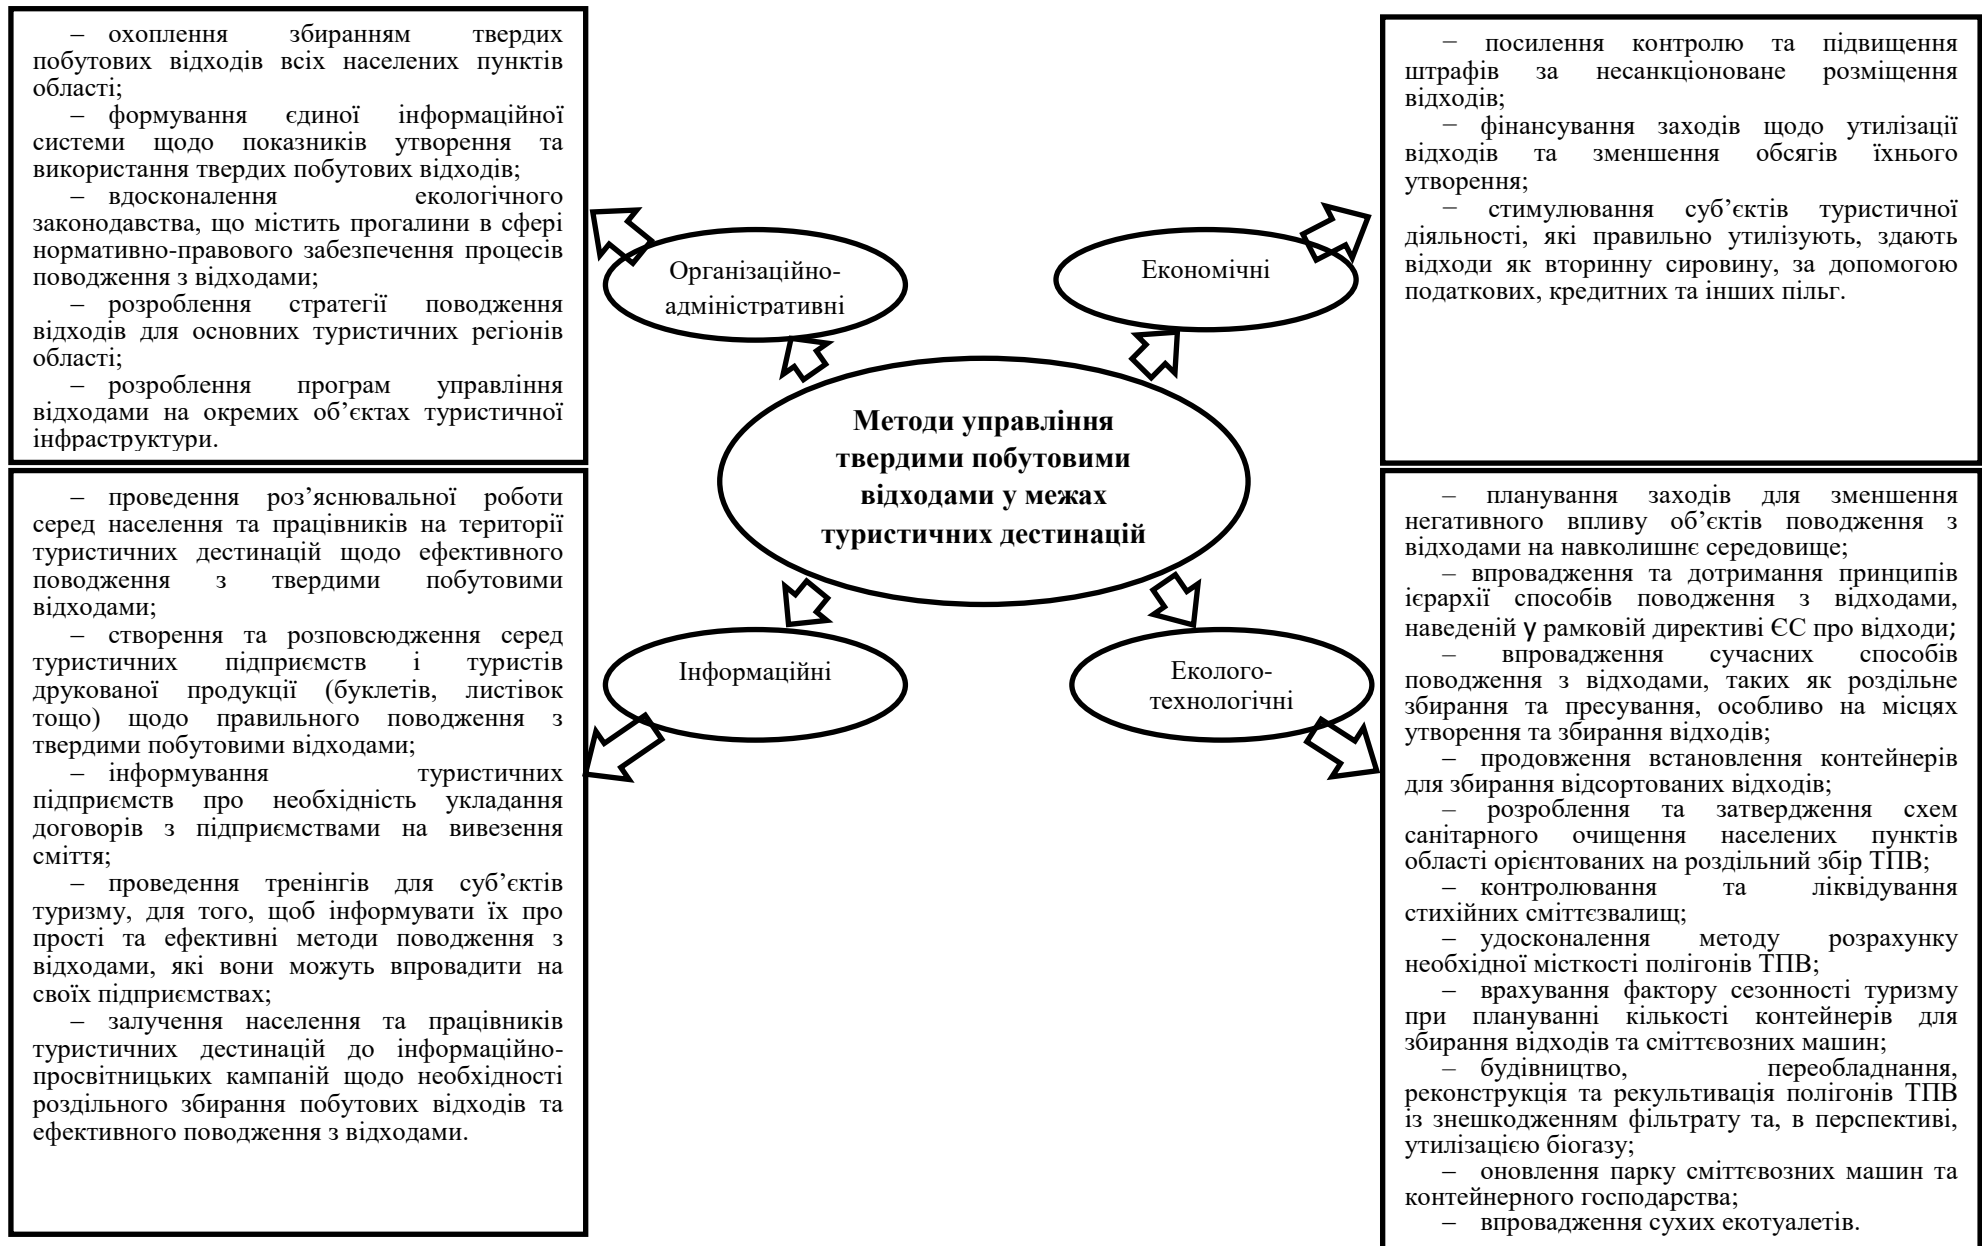 – охоплення збиранням твердих
побутових відходів всіх населених пунктів
області;
– формування єдиної інформаційної
системи щодо показників утворення та
використання твердих побутових відходів;
– вдосконалення екологічного
законодавства, що містить прогалини в сфері
нормативно-правового забезпечення процесів
поводження з відходами;
– розроблення стратегії поводження
відходів для основних туристичних регіонів
області;
– розроблення програм управління
відходами на окремих об’єктах туристичної
інфраструктури.
– посилення контролю та підвищення
штрафів за несанкціоноване розміщення
відходів;
– фінансування заходів щодо утилізації
відходів та зменшення обсягів їхнього
утворення;
– стимулювання суб’єктів туристичної
діяльності, які правильно утилізують, здають
відходи як вторинну сировину, за допомогою
податкових, кредитних та інших пільг.
Організаційно-
адміністративні
Економічні
Методи управління
твердими побутовими
відходами у межах
туристичних дестинацій
Інформаційні
Еколого-
технологічні
– проведення роз’яснювальної роботи
серед населення та працівників на території
туристичних дестинацій щодо ефективного
поводження з твердими побутовими
відходами;
– створення та розповсюдження серед
туристичних підприємств і туристів
друкованої продукції (буклетів, листівок
тощо) щодо правильного поводження з
твердими побутовими відходами;
– інформування туристичних
підприємств про необхідність укладання
договорів з підприємствами на вивезення
сміття;
– проведення тренінгів для суб’єктів
туризму, для того, щоб інформувати їх про
прості та ефективні методи поводження з
відходами, які вони можуть впровадити на
своїх підприємствах;
– залучення населення та працівників
туристичних дестинацій до інформаційно-
просвітницьких кампаній щодо необхідності
роздільного збирання побутових відходів та
ефективного поводження з відходами.
– планування заходів для зменшення
негативного впливу об’єктів поводження з
відходами на навколишнє середовище;
– впровадження та дотримання принципів
ієрархії способів поводження з відходами,
наведеній у рамковій директиві ЄС про відходи;
– впровадження сучасних способів
поводження з відходами, таких як роздільне
збирання та пресування, особливо на місцях
утворення та збирання відходів;
– продовження встановлення контейнерів
для збирання відсортованих відходів;
– розроблення та затвердження схем
санітарного очищення населених пунктів
області орієнтованих на роздільний збір ТПВ;
– контролювання та ліквідування
стихійних сміттєзвалищ;
– удосконалення методу розрахунку
необхідної місткості полігонів ТПВ;
– врахування фактору сезонності туризму
при плануванні кількості контейнерів для
збирання відходів та сміттєвозних машин;
– будівництво, переобладнання,
реконструкція та рекультивація полігонів ТПВ
із знешкодженням фільтрату та, в перспективі,
утилізацією біогазу;
– оновлення парку сміттєвозних машин та
контейнерного господарства;
– впровадження сухих екотуалетів.